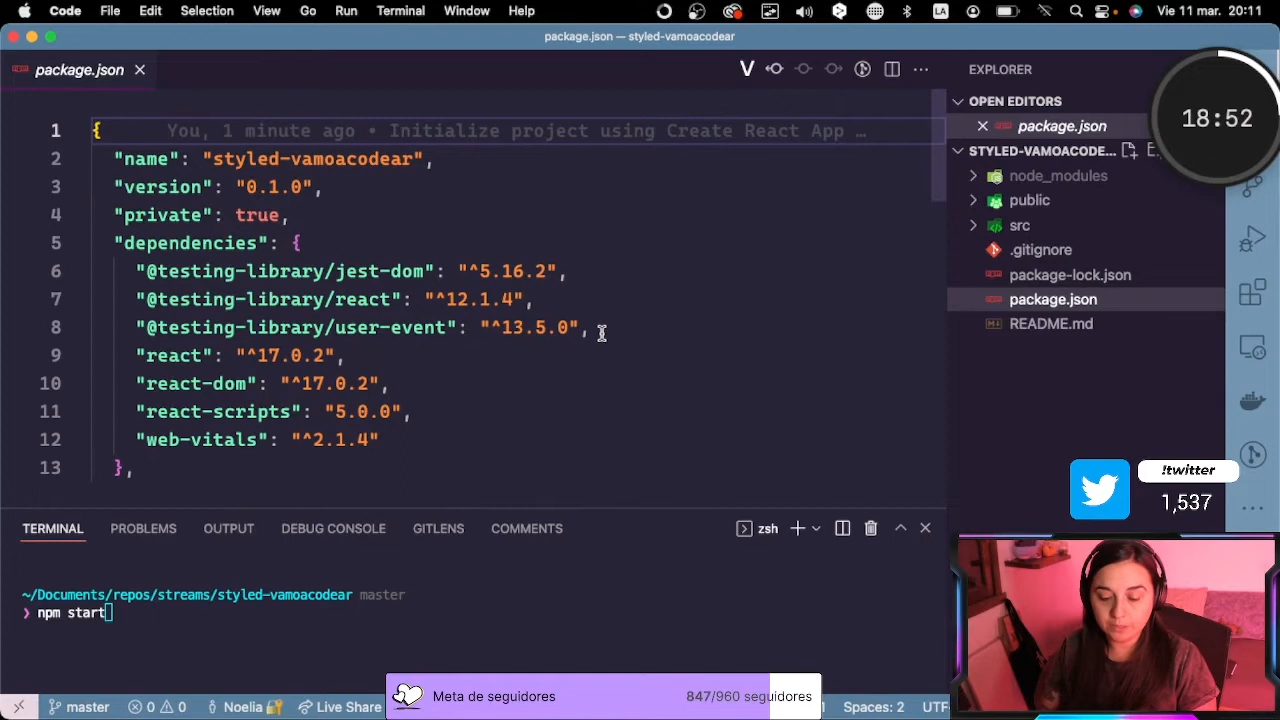 Code File Edit Selection View Go Run Terminal Window Help LA Vie 11 mar. 20:11
package.json — styled-vamoacodear
package.json
1 { You, 1 minute ago • Initialize project using Create React App …
2 "name": "styled-vamoacodear",
3 "version": "0.1.0",
4 "private": true,
5 "dependencies": {
6 "@testing-library/jest-dom": "^5.16.2",
7 "@testing-library/react": "^12.1.4",
8 "@testing-library/user-event": "^13.5.0",
9 "react": "^17.0.2",
10 "react-dom": "^17.0.2",
11 "react-scripts": "5.0.0",
12 "web-vitals": "^2.1.4"
13 },
EXPLORER
OPEN EDITORS
package.json
STYLED-VAMOACODE...
node_modules
public
src
.gitignore
package-lock.json
package.json
README.md
18:52
!twitter
1,537
TERMINAL PROBLEMS OUTPUT DEBUG CONSOLE GITLENS COMMENTS zsh
~/Documents/repos/streams/styled-vamoacodear master
❯ npm start
Meta de seguidores 847/960 seguidores
master 0 0 Noelia Live Share Spaces: 2 UTF-